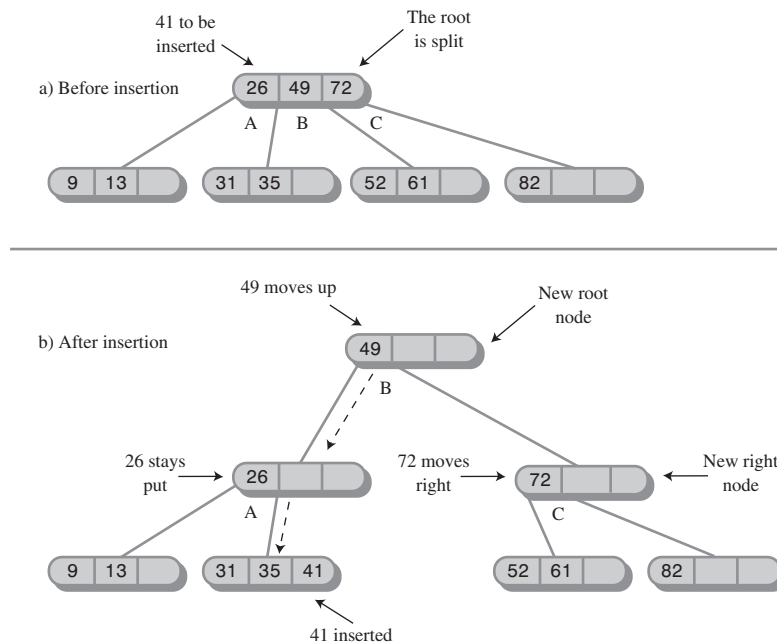 41 to be
inserted
The root
is split
a) Before insertion
26 49 72
A B C
9 13
31 35
52 61
82
49 moves up
New root
node
b) After insertion
49
B
26 stays
put
26
72 moves
right
72
New right
node
A
C
9 13
31 35 41
52 61
82
41 inserted